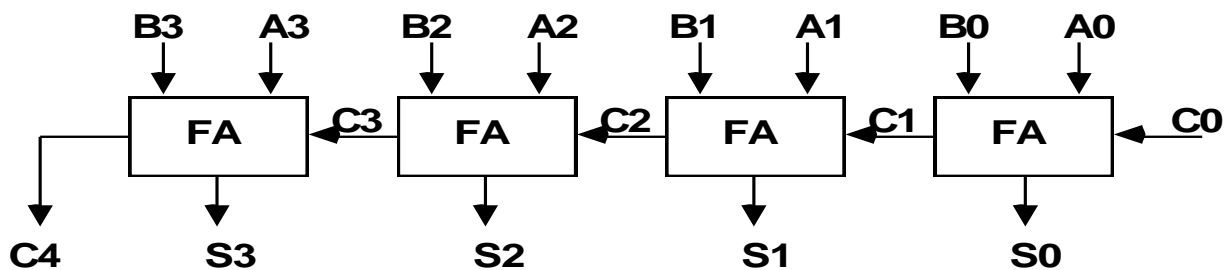 B3 A3 B2 A2 B1 A1 B0 A0
FA C3 FA C2 FA C1 FA C0
C4 S3 S2 S1 S0